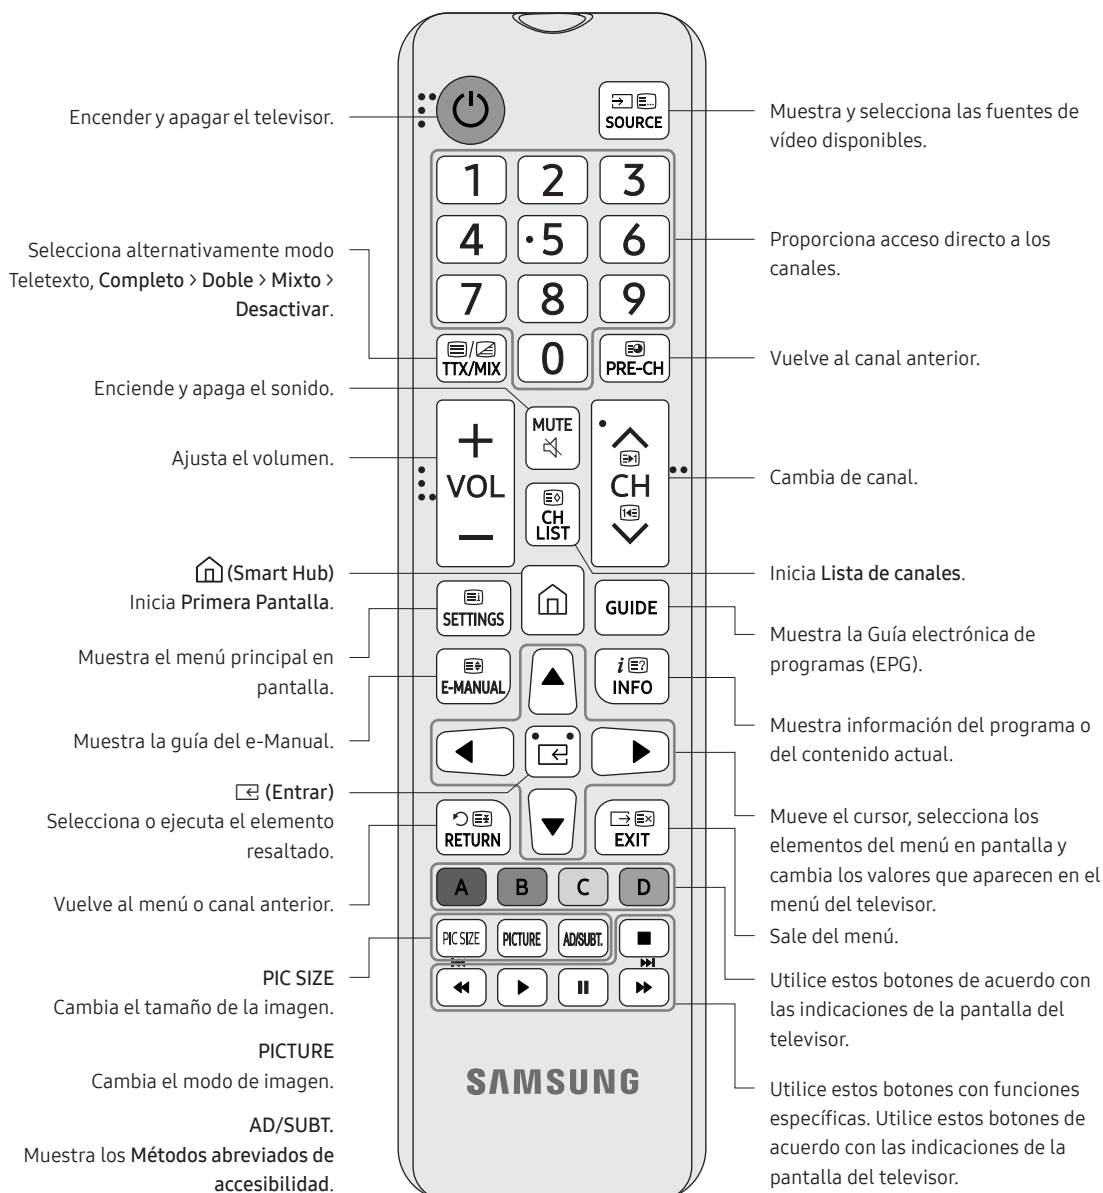 Encender y apagar el televisor.
Selecciona alternativamente modo
Teletexto, Completo > Doble > Mixto >
Desactivar.
Enciende y apaga el sonido.
Ajusta el volumen.
(Smart Hub)
Inicia Primera Pantalla.
Muestra el menú principal en
pantalla.
Muestra la guía del e-Manual.
(Entrar)
Selecciona o ejecuta el elemento
resaltado.
Vuelve al menú o canal anterior.
PIC SIZE
Cambia el tamaño de la imagen.
PICTURE
Cambia el modo de imagen.
AD/SUBT.
Muestra los Métodos abreviados de
accesibilidad.
SOURCE
1 2 3
4 5 6
7 8 9
TTX/MIX 0 PRE-CH
MUTE
VOL
CH
CH
LIST
SETTINGS
GUIDE
E-MANUAL
i
INFO
RETURN
EXIT
A B C D
PIC SIZE PICTURE AD/SUBT.
SAMSUNG
Muestra y selecciona las fuentes de
vídeo disponibles.
Proporciona acceso directo a los
canales.
Vuelve al canal anterior.
Cambia de canal.
Inicia Lista de canales.
Muestra la Guía electrónica de
programas (EPG).
Muestra información del programa o
del contenido actual.
Mueve el cursor, selecciona los
elementos del menú en pantalla y
cambia los valores que aparecen en el
menú del televisor.
Sale del menú.
Utilice estos botones de acuerdo con
las indicaciones de la pantalla del
televisor.
Utilice estos botones con funciones
específicas. Utilice estos botones de
acuerdo con las indicaciones de la
pantalla del televisor.